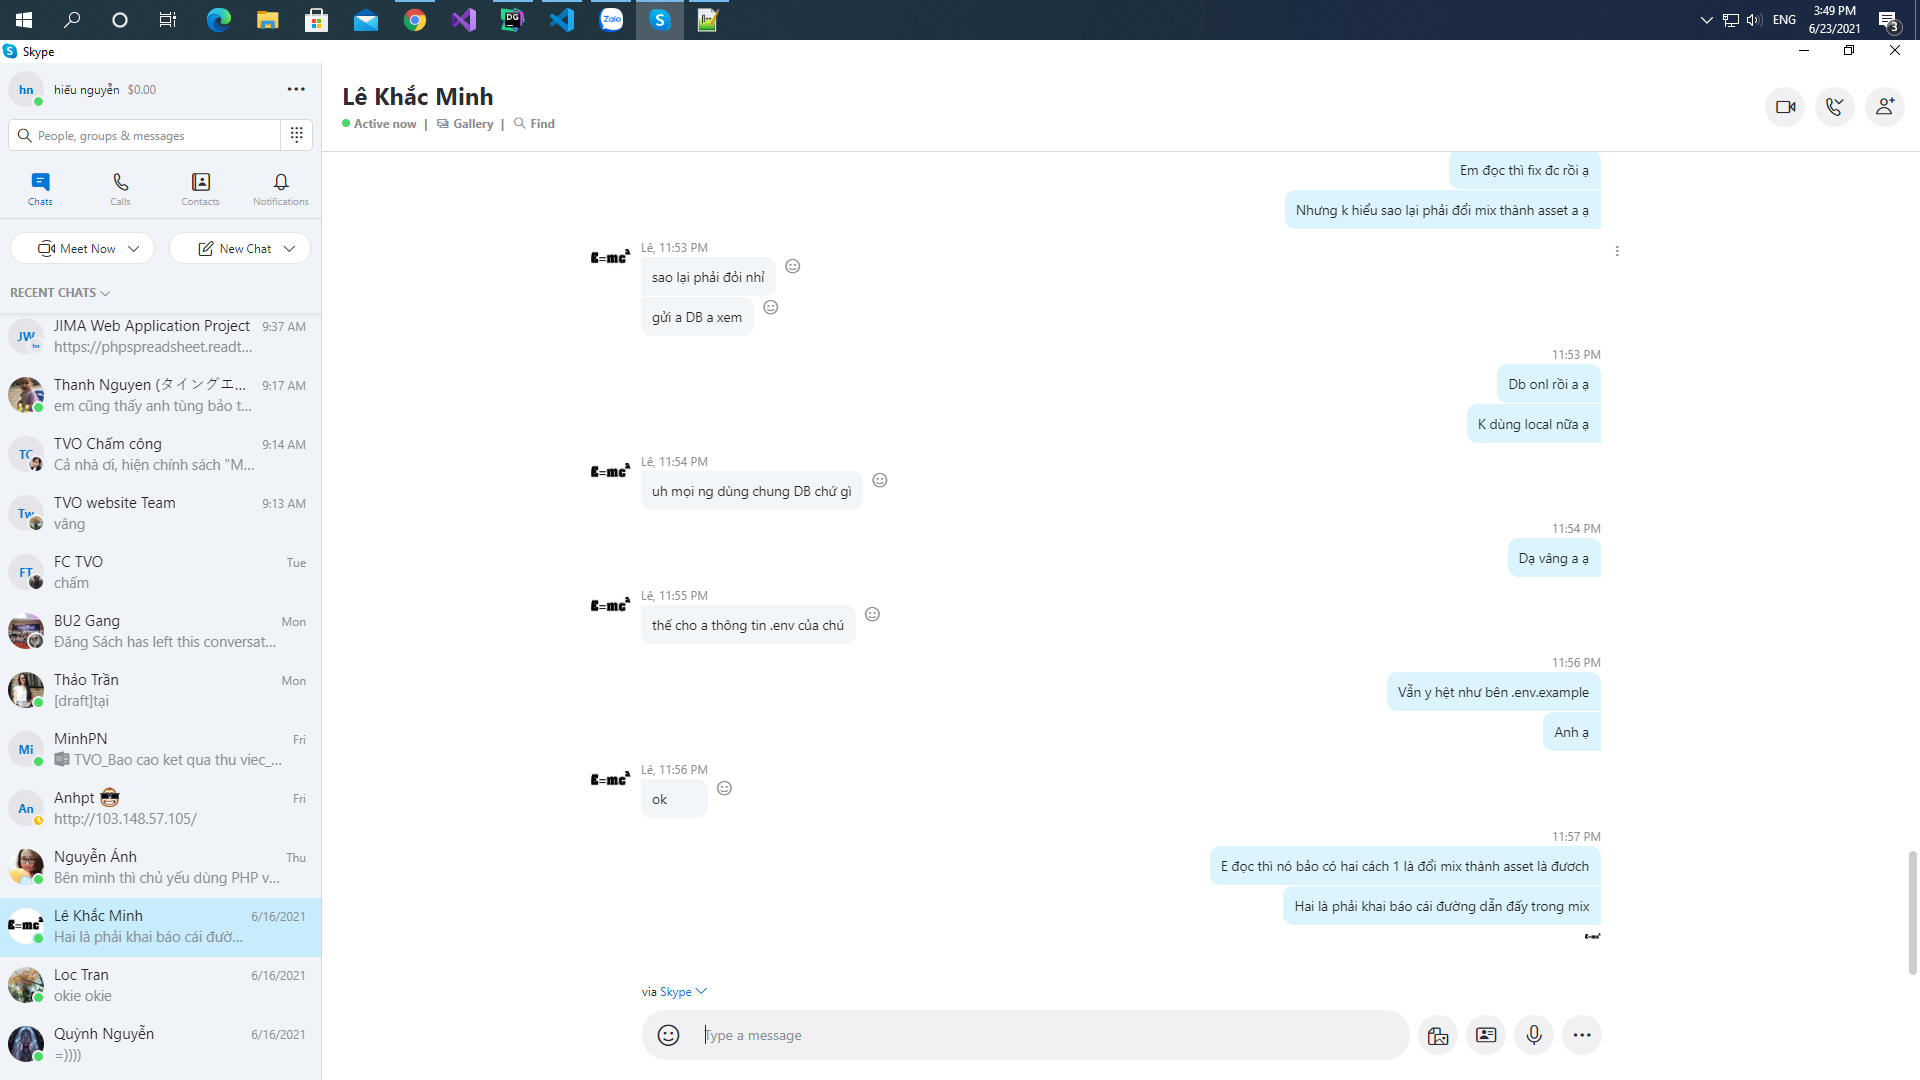 ENG
3:49 PM
6/23/2021
3
Skype
hn
hiếu nguyễn $0.00
People, groups & messages
Chats
Calls
Contacts
Notifications
Meet Now
New Chat
RECENT CHATS
JW
JIMA Web Application Project 9:37 AM
https://phpspreadsheet.readt...
Thanh Nguyen (タイングエ... 9:17 AM
em cũng thấy anh tùng bảo t...
TC
TVO Chấm công 9:14 AM
Cả nhà ơi, hiện chính sách "M...
Tw
TVO website Team 9:13 AM
vâng
FT
FC TVO Tue
chấm
BU2 Gang Mon
Đăng Sách has left this conversat...
Thảo Trần Mon
[draft]tại
Mi
MinhPN Fri
TVO_Bao cao ket qua thu viec_...
An
Anhpt Fri
http://103.148.57.105/
Nguyễn Ánh Thu
Bên mình thì chủ yếu dùng PHP v...
Lê Khắc Minh 6/16/2021
Hai là phải khai báo cái đườ...
Loc Tran 6/16/2021
okie okie
Quỳnh Nguyễn 6/16/2021
=))))
Lê Khắc Minh
Active now | Gallery | Find
Em đọc thì fix đc rồi ạ
Nhưng k hiểu sao lại phải đổi mix thành asset a ạ
Lê, 11:53 PM
sao lại phải đỏi nhỉ
gửi a DB a xem
11:53 PM
Db onl rồi a ạ
K dùng local nữa ạ
Lê, 11:54 PM
uh mọi ng dùng chung DB chứ gì
11:54 PM
Dạ vâng a ạ
Lê, 11:55 PM
thế cho a thông tin .env của chú
11:56 PM
Vẫn y hệt như bên .env.example
Anh ạ
Lê, 11:56 PM
ok
11:57 PM
E đọc thì nó bảo có hai cách 1 là đổi mix thành asset là đươch
Hai là phải khai báo cái đường dẫn đấy trong mix
via Skype
Type a message